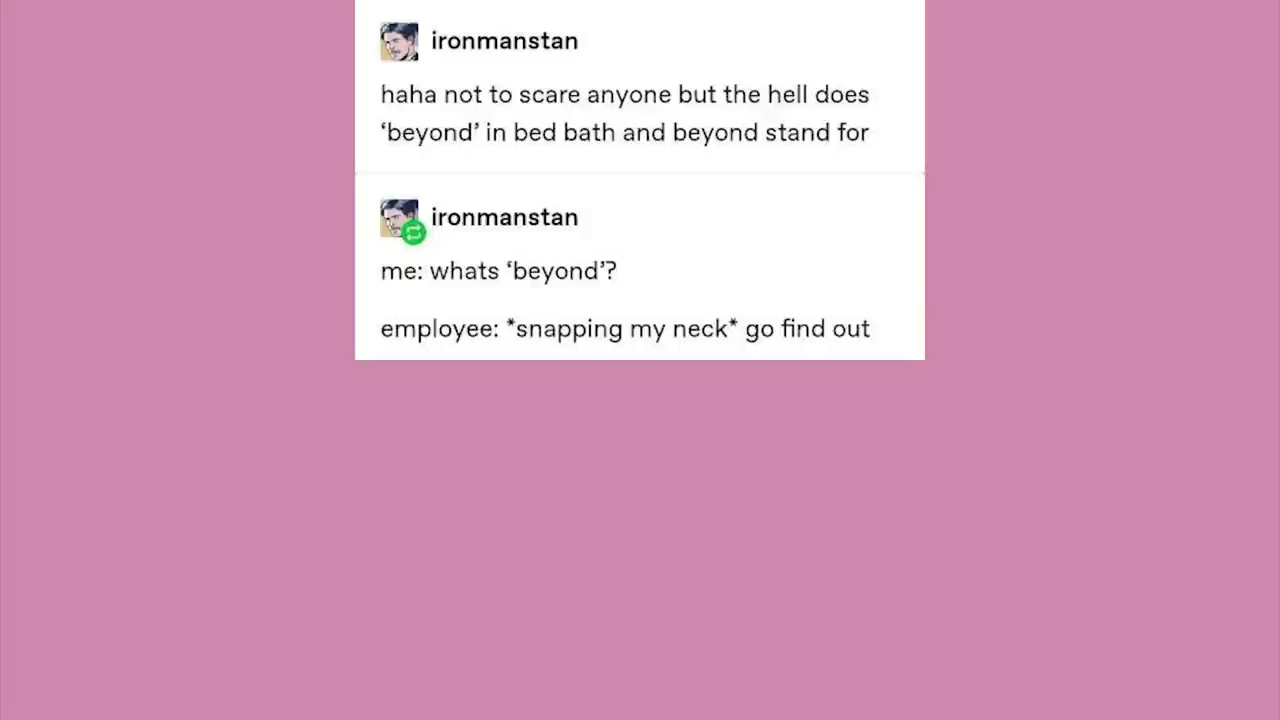 ironmanstan
haha not to scare anyone but the hell does
‘beyond’ in bed bath and beyond stand for
ironmanstan
me: whats ‘beyond’?
employee: *snapping my neck* go find out